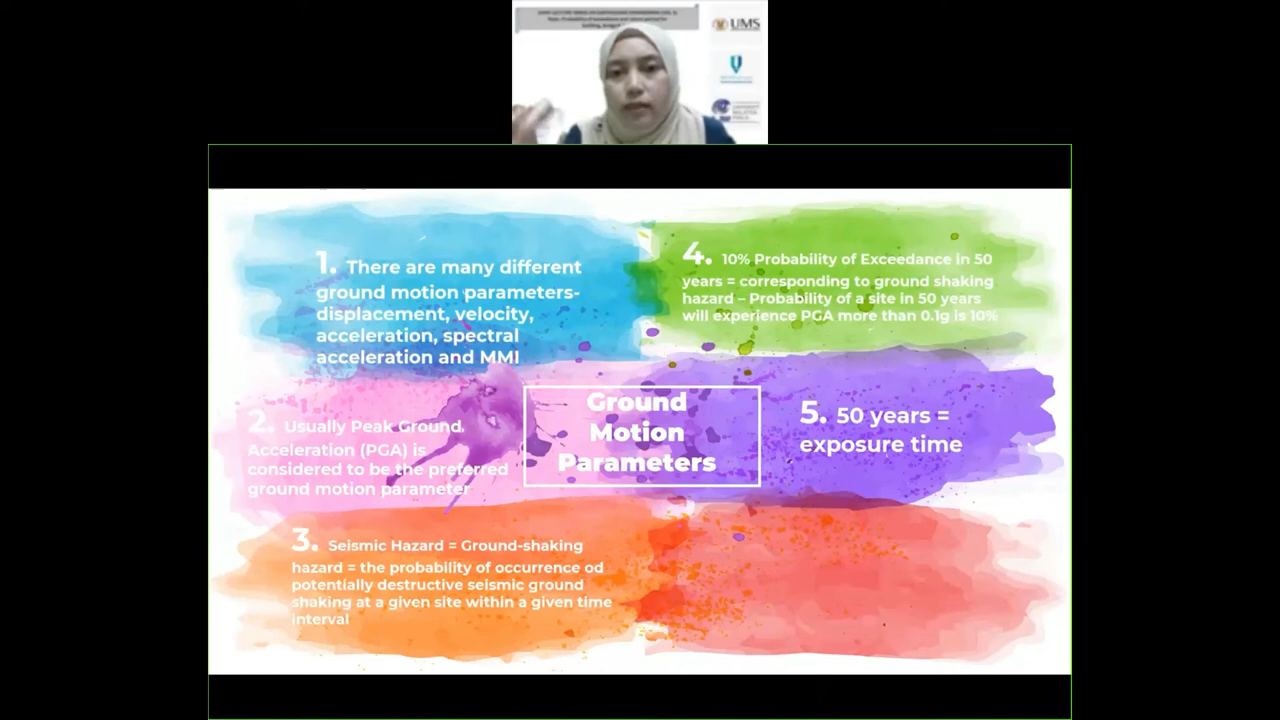 UMS
1. There are many different
ground motion parameters-
displacement, velocity,
acceleration, spectral
acceleration and MMI
2. Usually Peak Ground
Acceleration (PGA) is
considered to be the preferred
ground motion parameter
3. Seismic Hazard = Ground-shaking
hazard = the probability of occurrence od
potentially destructive seismic ground
shaking at a given site within a given time
interval
Ground
Motion
Parameters
4. 10% Probability of Exceedance in 50
years = corresponding to ground shaking
hazard – Probability of a site in 50 years
will experience PGA more than 0.1g is 10%
5. 50 years =
exposure time